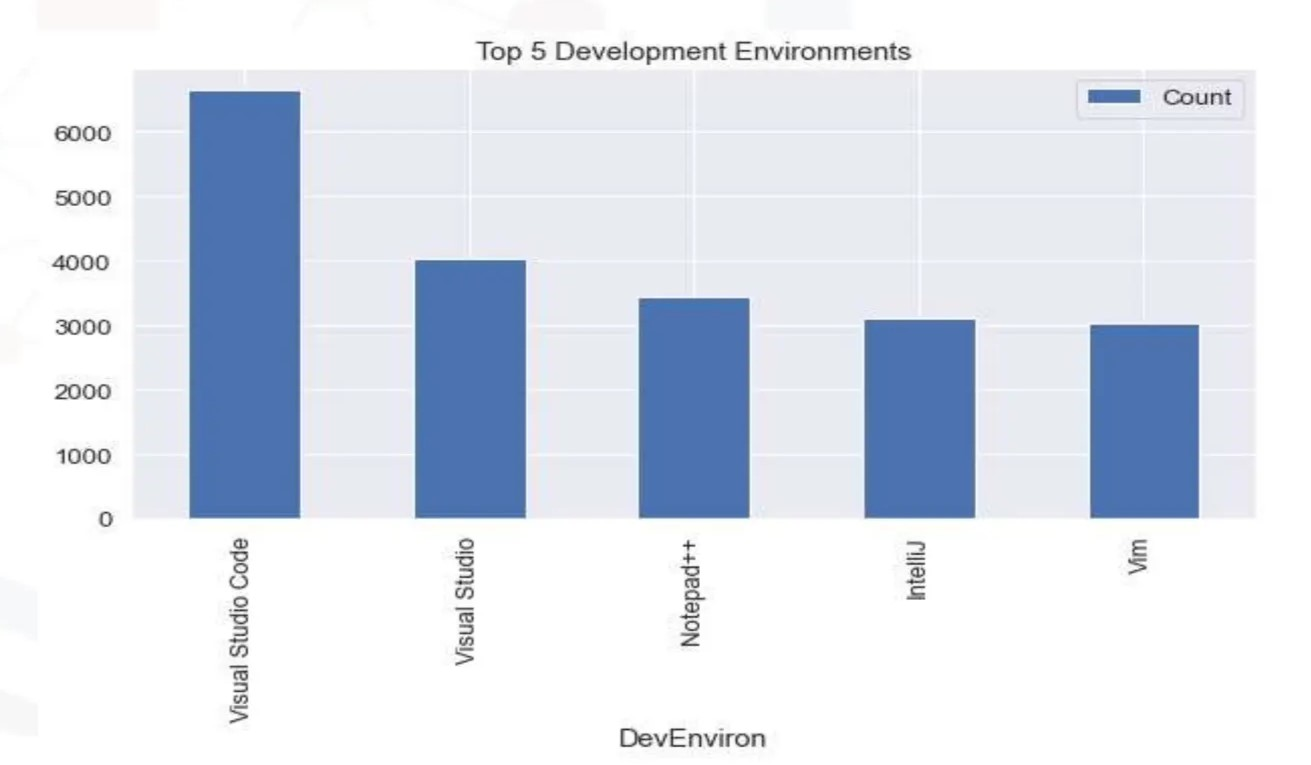 Top 5 Development Environments
Count
6000
5000
4000
3000
2000
1000
0
Visual Studio Code
Visual Studio
Notepad++
IntelliJ
Vim
DevEnviron